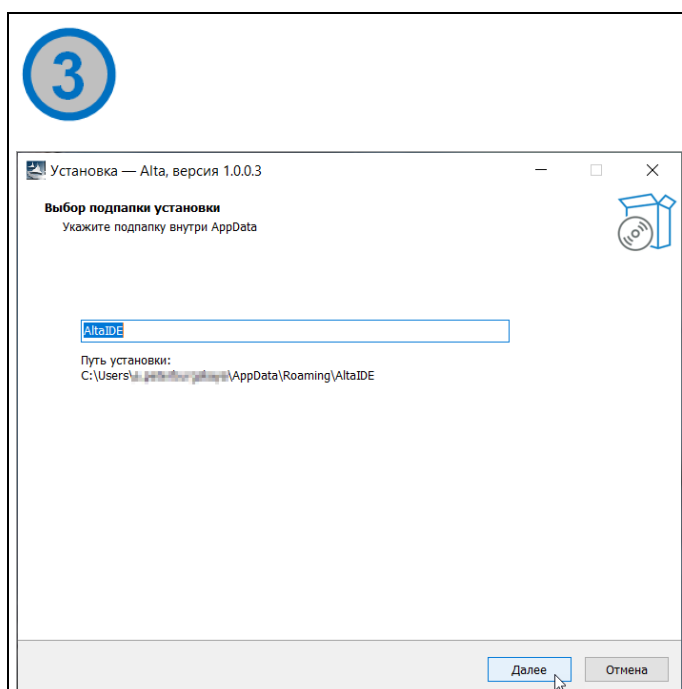 3
Установка — Alta, версия 1.0.0.3
Выбор подпапки установки
Укажите подпапку внутри AppData
AltaIDE
Путь установки:
C:\Users\ \AppData\Roaming\AltaIDE
Далее
Отмена